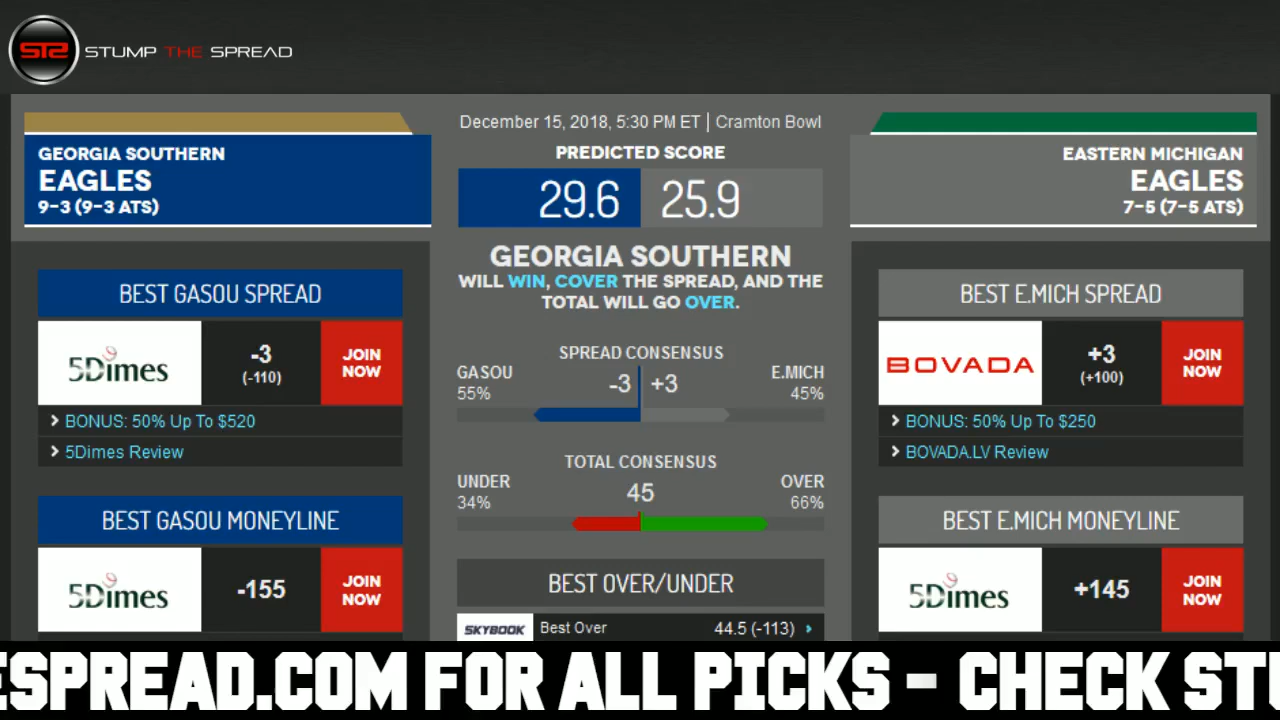 STS STUMP THE SPREAD
GEORGIA SOUTHERN
EAGLES
9-3 (9-3 ATS)
December 15, 2018, 5:30 PM ET | Cramton Bowl
PREDICTED SCORE
29.6 25.9
EASTERN MICHIGAN
EAGLES
7-5 (7-5 ATS)
GEORGIA SOUTHERN
WILL WIN, COVER THE SPREAD, AND THE
TOTAL WILL GO OVER.
BEST GASOU SPREAD
5Dimes
-3
(-110)
JOIN
NOW
BONUS: 50% Up To $520
5Dimes Review
BEST GASOU MONEYLINE
5Dimes
-155
JOIN
NOW
SPREAD CONSENSUS
GASOU
55%
-3 +3
E.MICH
45%
TOTAL CONSENSUS
UNDER
34%
45
OVER
66%
BEST OVER/UNDER
SKYBOOK Best Over 44.5 (-113)
BEST E.MICH SPREAD
BOVADA
+3
(+100)
JOIN
NOW
BONUS: 50% Up To $250
BOVADA.LV Review
BEST E.MICH MONEYLINE
5Dimes
+145
JOIN
NOW
ESPREAD.COM FOR ALL PICKS - CHECK STU